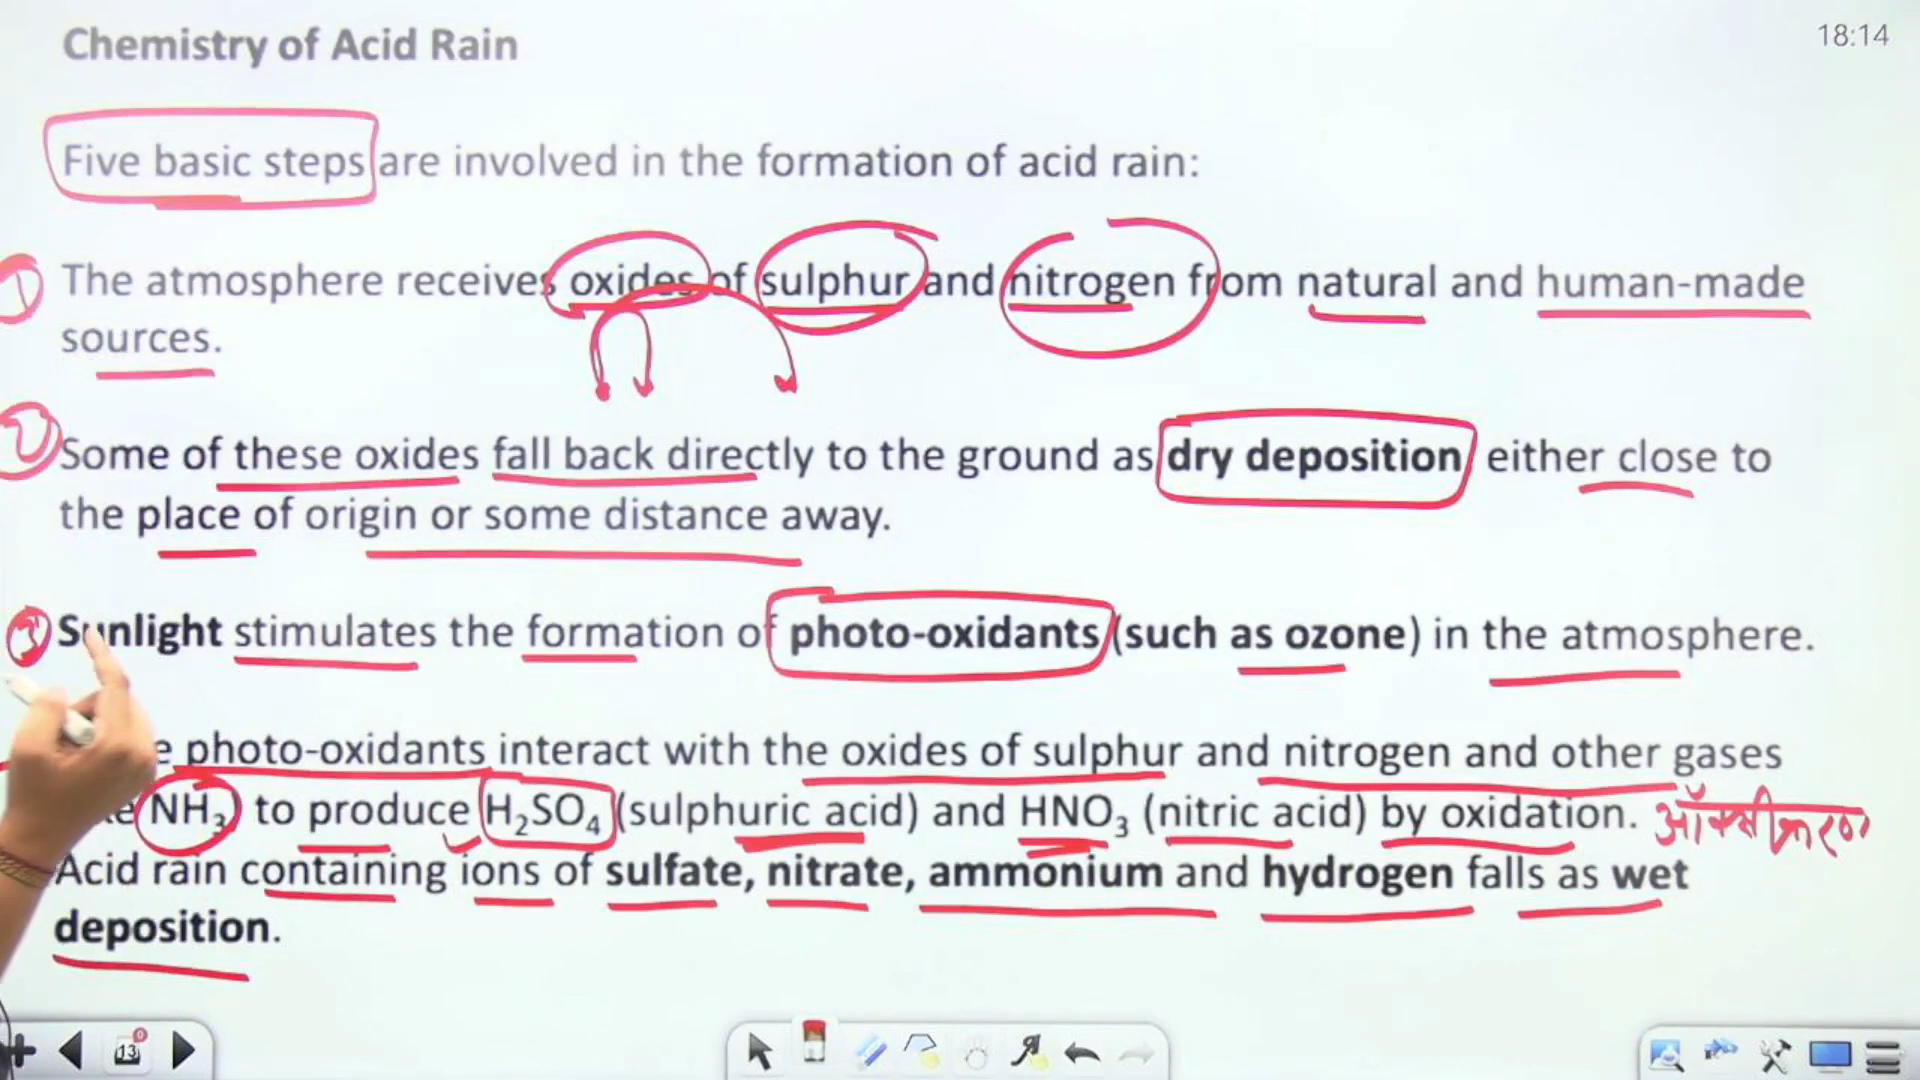 Chemistry of Acid Rain
18:14
Five basic steps are involved in the formation of acid rain:
1 The atmosphere receives oxides of sulphur and nitrogen from natural and human-made
sources.
2 Some of these oxides fall back directly to the ground as dry deposition either close to
the place of origin or some distance away.
3 Sunlight stimulates the formation of photo-oxidants (such as ozone) in the atmosphere.
photo-oxidants interact with the oxides of sulphur and nitrogen and other gases
NH₃ to produce H₂SO₄ (sulphuric acid) and HNO₃ (nitric acid) by oxidation. ऑक्सीकरण
Acid rain containing ions of sulfate, nitrate, ammonium and hydrogen falls as wet
deposition.
13